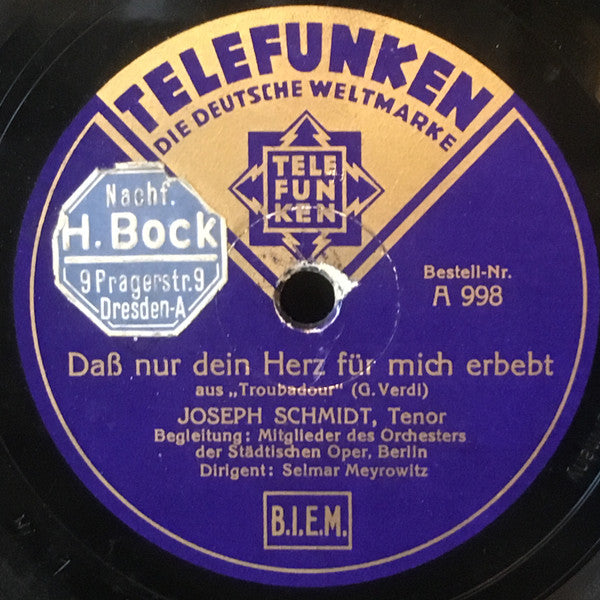 TELEFUNKEN
DIE DEUTSCHE WELTMARKE
TELE
FUN
KEN
Nachf.
H. Bock
9 Pragerstr. 9
Dresden-A
Bestell-Nr.
A 998
Daß nur dein Herz für mich erbebt
aus „Troubadour" (G. Verdi)
JOSEPH SCHMIDT, Tenor
Begleitung: Mitglieder des Orchesters
der Städtischen Oper, Berlin
Dirigent: Selmar Meyrowitz
B.I.E.M.